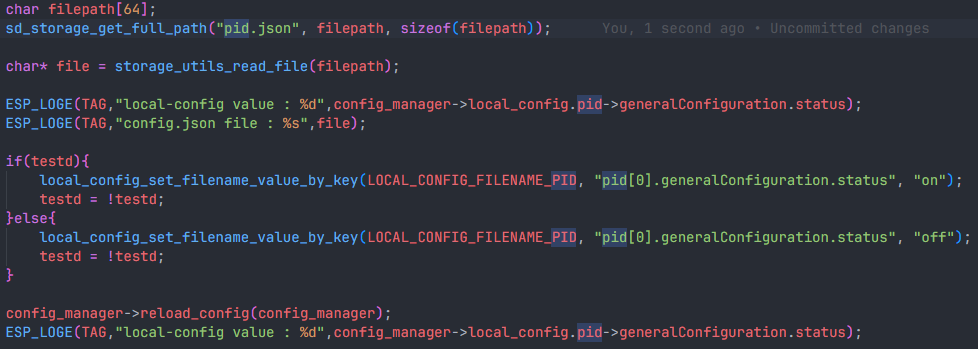 char filepath[64];
sd_storage_get_full_path("pid.json", filepath, sizeof(filepath));      You, 1 second ago • Uncommitted changes
char* file = storage_utils_read_file(filepath);
ESP_LOGE(TAG,"local-config value : %d",config_manager->local_config.pid->generalConfiguration.status);
ESP_LOGE(TAG,"config.json file : %s",file);
if(testd){
    local_config_set_filename_value_by_key(LOCAL_CONFIG_FILENAME_PID, "pid[0].generalConfiguration.status", "on");
    testd = !testd;
}else{
    local_config_set_filename_value_by_key(LOCAL_CONFIG_FILENAME_PID, "pid[0].generalConfiguration.status", "off");
    testd = !testd;
}
config_manager->reload_config(config_manager);
ESP_LOGE(TAG,"local-config value : %d",config_manager->local_config.pid->generalConfiguration.status);